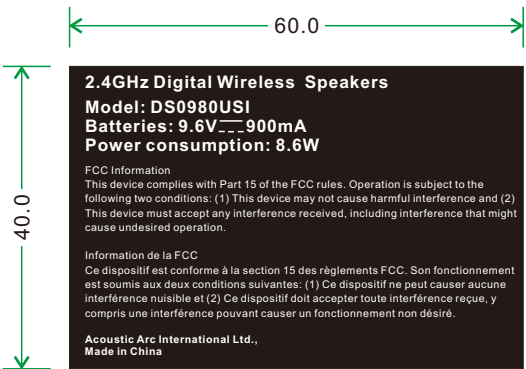 60.0
40.0
2.4GHz Digital Wireless Speakers
Model: DS0980USI
Batteries: 9.6V⎓900mA
Power consumption: 8.6W
FCC Information
This device complies with Part 15 of the FCC rules. Operation is subject to the
following two conditions: (1) This device may not cause harmful interference and (2)
This device must accept any interference received, including interference that might
cause undesired operation.
Information de la FCC
Ce dispositif est conforme à la section 15 des règlements FCC. Son fonctionnement
est soumis aux deux conditions suivantes: (1) Ce dispositif ne peut causer aucune
interférence nuisible et (2) Ce dispositif doit accepter toute interférence reçue, y
compris une interférence pouvant causer un fonctionnement non désiré.
Acoustic Arc International Ltd.,
Made in China